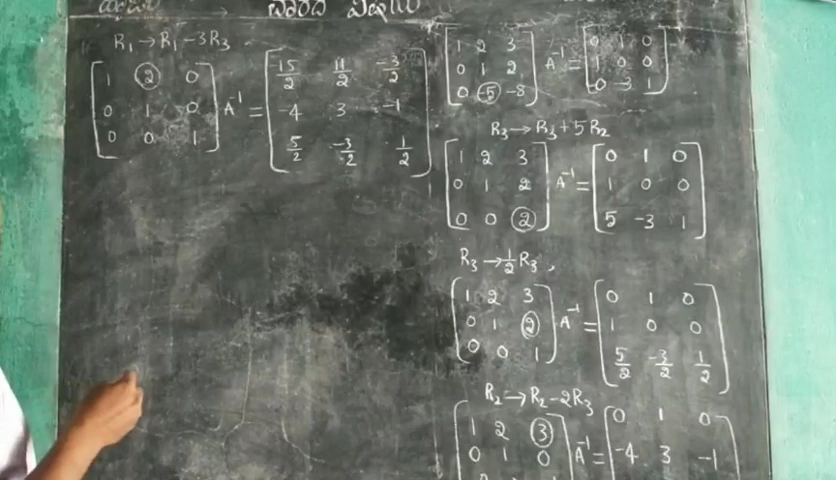 R₁→R₁-3R₃
[1 2 0
0 1 0
0 0 1] A⁻¹ = [15/2 11/2 -3/2
-4 3 -1
5/2 -3/2 1/2]
[1 2 3
0 1 2
0 -5 -8] A⁻¹ = [0 1 0
1 0 0
0 -3 1]
R₃→R₃+5R₂
[1 2 3
0 1 2
0 0 2] A⁻¹ = [0 1 0
1 0 0
5 -3 1]
R₃→1/2 R₃,
[1 2 3
0 1 2
0 0 1] A⁻¹ = [0 1 0
1 0 0
5/2 -3/2 1/2]
R₂→R₂-2R₃
[1 2 3
0 1 0 A⁻¹ = [0 1 0
-4 3 -1